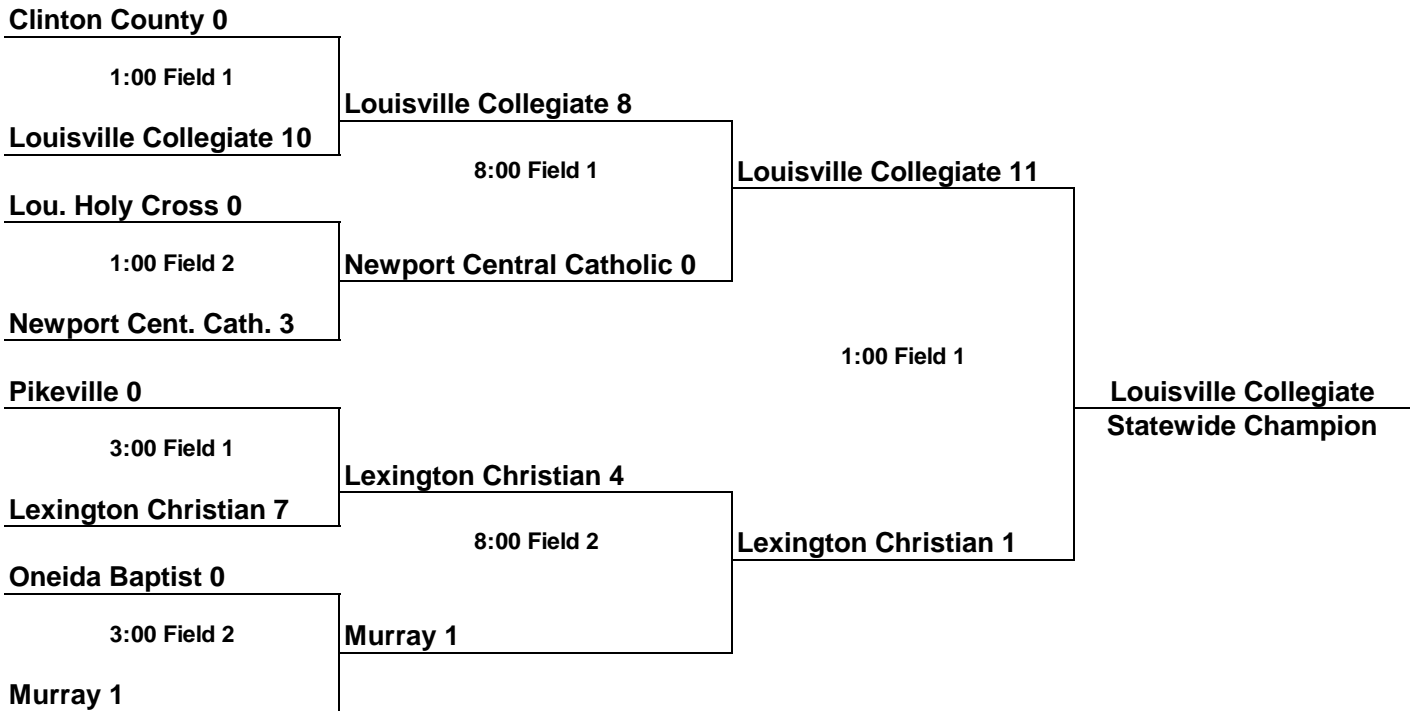 Clinton County 0
1:00 Field 1
Louisville Collegiate 8
Louisville Collegiate 10
8:00 Field 1
Louisville Collegiate 11
Lou. Holy Cross 0
1:00 Field 2
Newport Central Catholic 0
Newport Cent. Cath. 3
1:00 Field 1
Pikeville 0
Louisville Collegiate
Statewide Champion
3:00 Field 1
Lexington Christian 4
Lexington Christian 7
8:00 Field 2
Lexington Christian 1
Oneida Baptist 0
3:00 Field 2
Murray 1
Murray 1